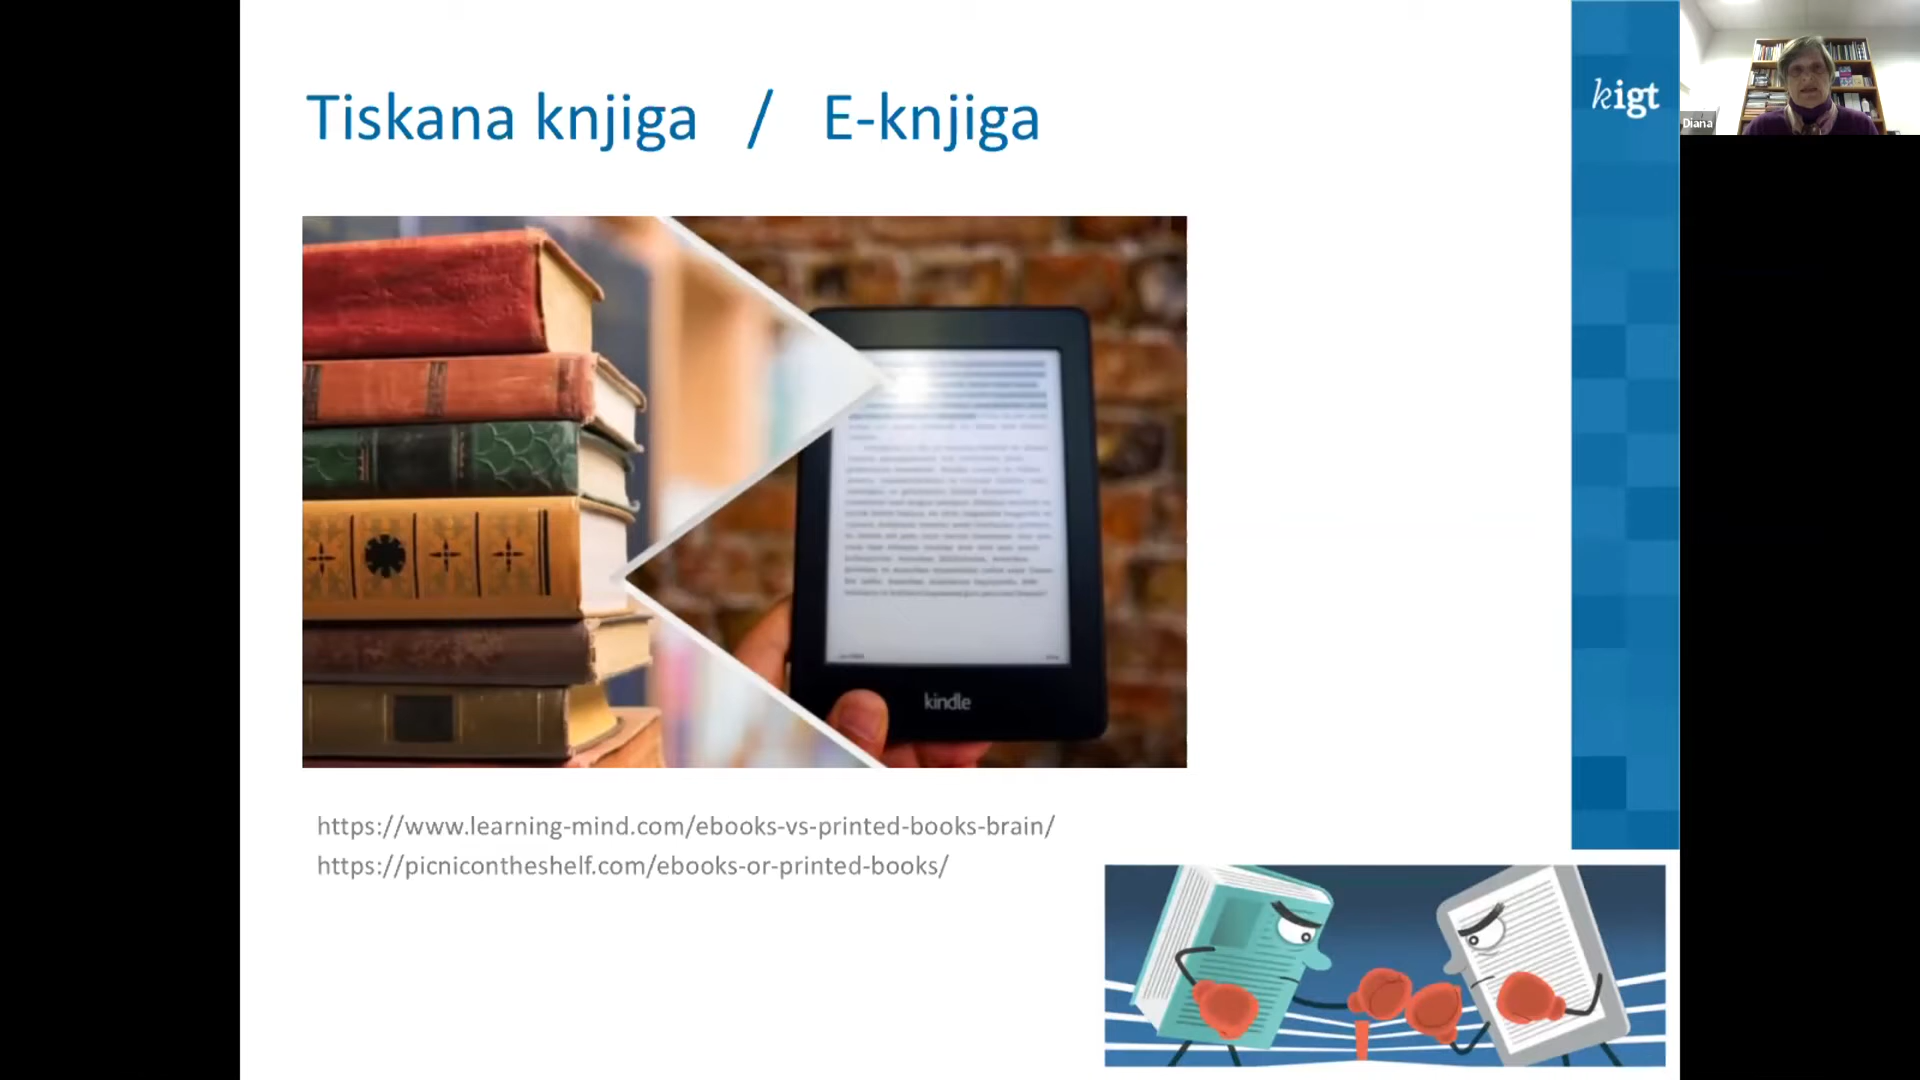 Tiskana knjiga / E-knjiga
kigt
Diana
kindle
https://www.learning-mind.com/ebooks-vs-printed-books-brain/
https://picnicontheshelf.com/ebooks-or-printed-books/